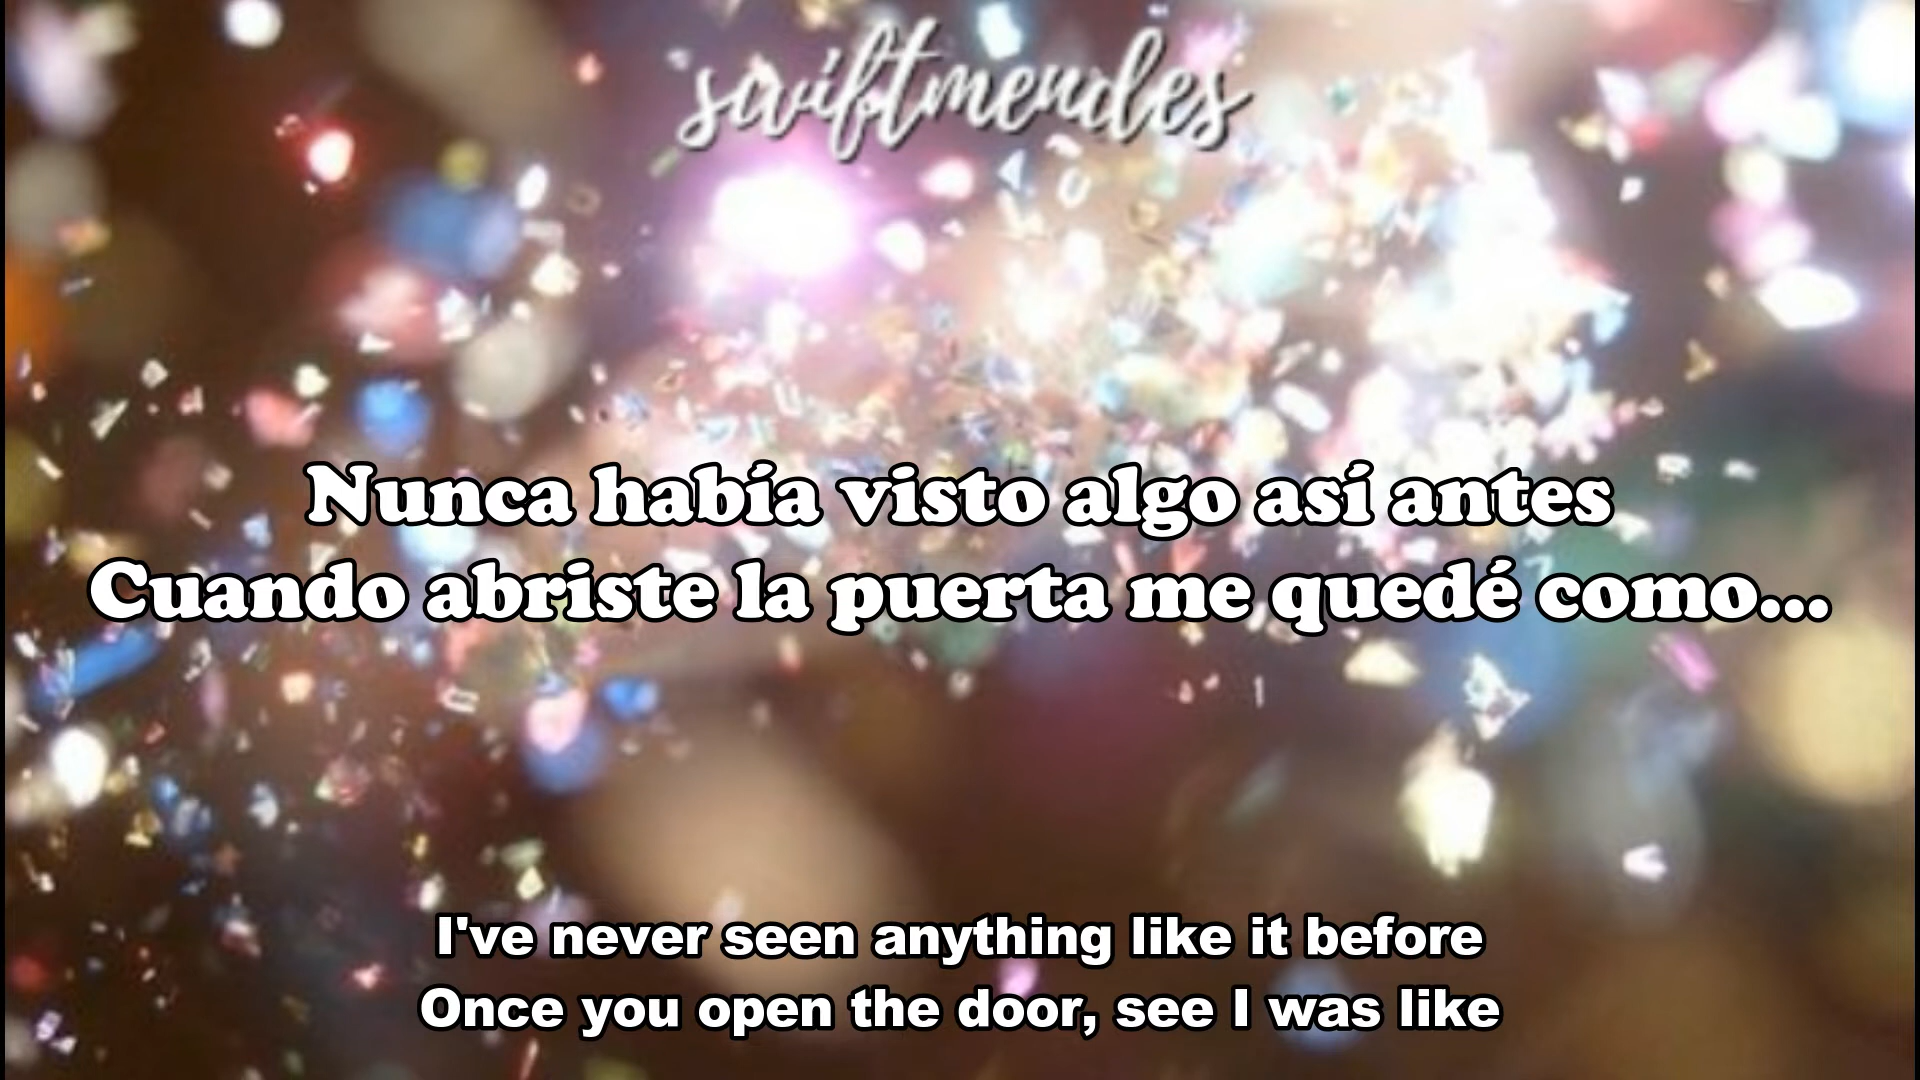 swiftmendes
Nunca había visto algo así antes
Cuando abriste la puerta me quedé como...
I've never seen anything like it before
Once you open the door, see I was like